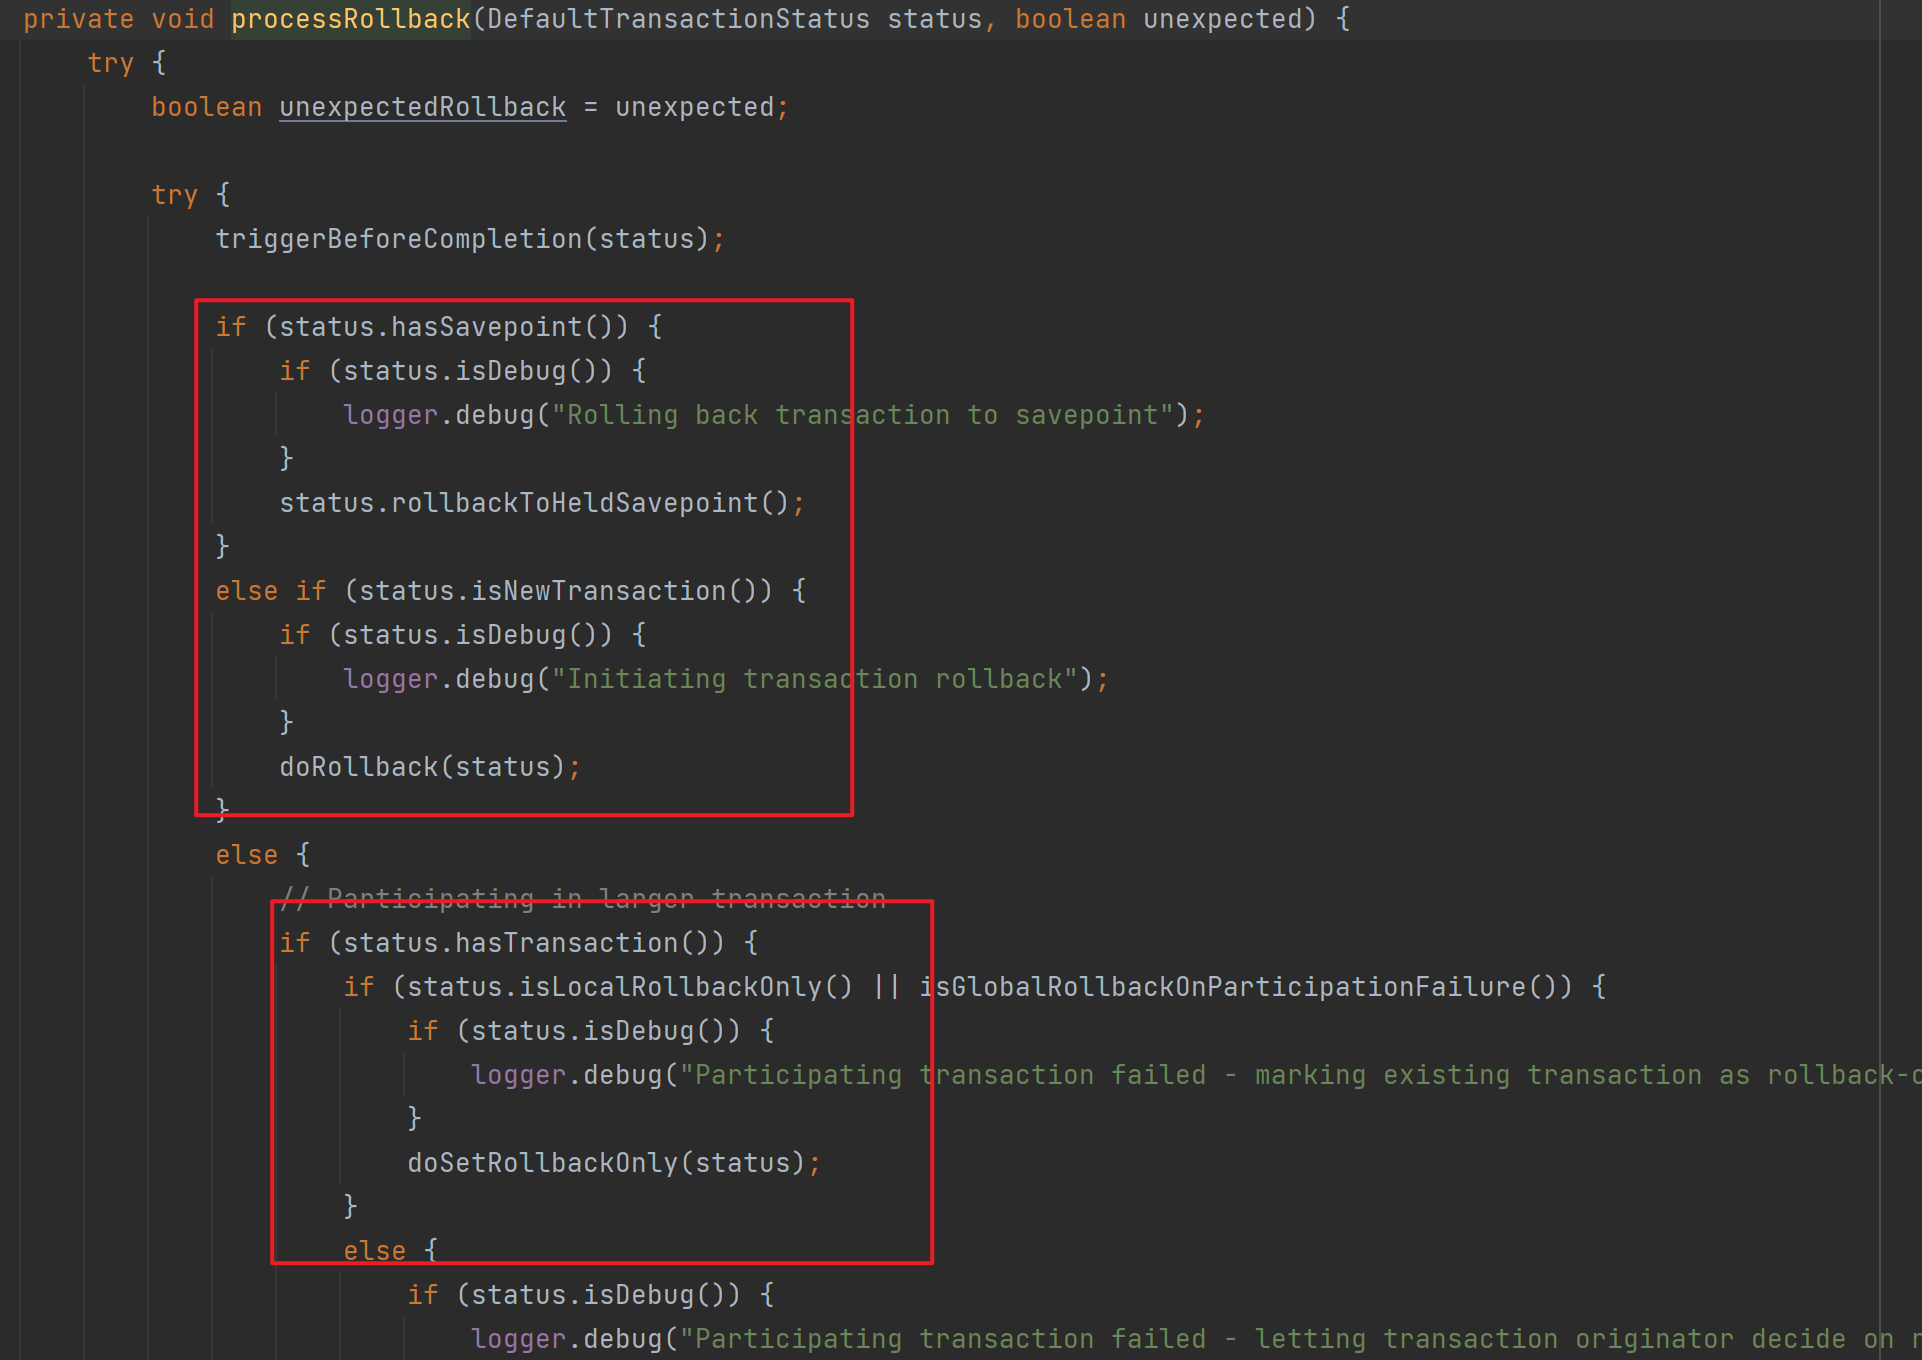 private void processRollback(DefaultTransactionStatus status, boolean unexpected) {
try {
boolean unexpectedRollback = unexpected;
try {
triggerBeforeCompletion(status);
if (status.hasSavepoint()) {
if (status.isDebug()) {
logger.debug("Rolling back transaction to savepoint");
}
status.rollbackToHeldSavepoint();
}
else if (status.isNewTransaction()) {
if (status.isDebug()) {
logger.debug("Initiating transaction rollback");
}
doRollback(status);
}
else {
// Participating in larger transaction
if (status.hasTransaction()) {
if (status.isLocalRollbackOnly() || isGlobalRollbackOnParticipationFailure()) {
if (status.isDebug()) {
logger.debug("Participating transaction failed - marking existing transaction as rollback-
}
doSetRollbackOnly(status);
}
else {
if (status.isDebug()) {
logger.debug("Participating transaction failed - letting transaction originator decide on